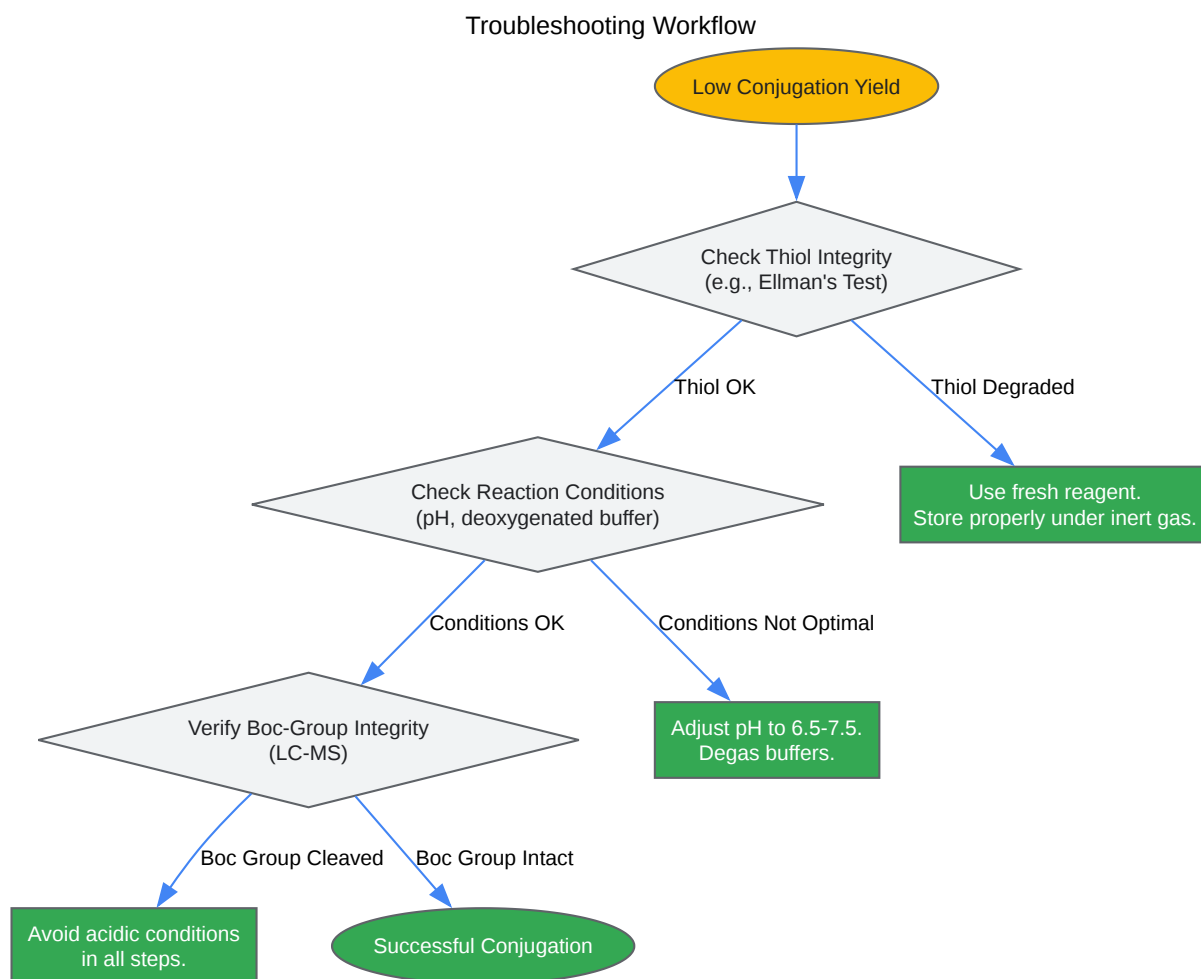 Troubleshooting Workflow
Low Conjugation Yield
Check Thiol Integrity
(e.g., Ellman's Test)
Thiol OK
Thiol Degraded
Check Reaction Conditions
(pH, deoxygenated buffer)
Use fresh reagent.
Store properly under inert gas.
Conditions OK
Conditions Not Optimal
Verify Boc-Group Integrity
(LC-MS)
Adjust pH to 6.5-7.5.
Degas buffers.
Boc Group Cleaved
Boc Group Intact
Avoid acidic conditions
in all steps.
Successful Conjugation